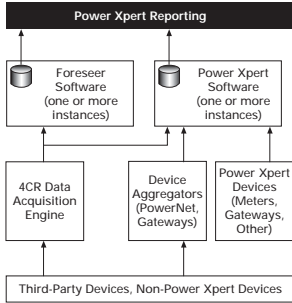 Power Xpert Reporting
Foreseer
Software
(one or more
instances)
Power Xpert
Software
(one or more
instances)
4CR Data
Acquisition
Engine
Device
Aggregators
(PowerNet,
Gateways)
Power Xpert
Devices
(Meters,
Gateways,
Other)
Third-Party Devices, Non-Power Xpert Devices